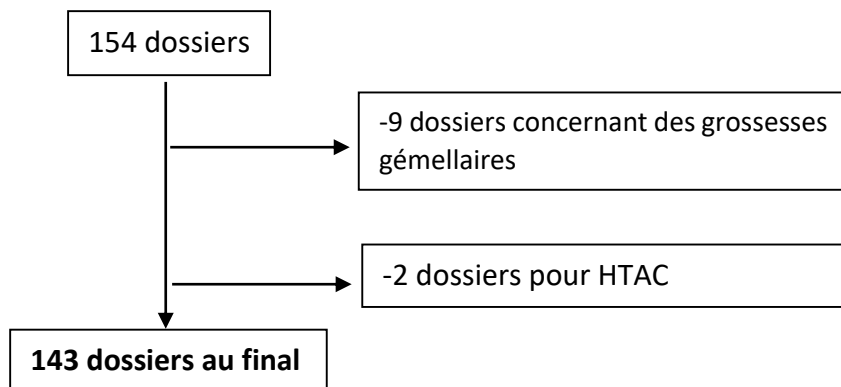 154 dossiers
-9 dossiers concernant des grossesses
gémellaires
-2 dossiers pour HTAC
143 dossiers au final